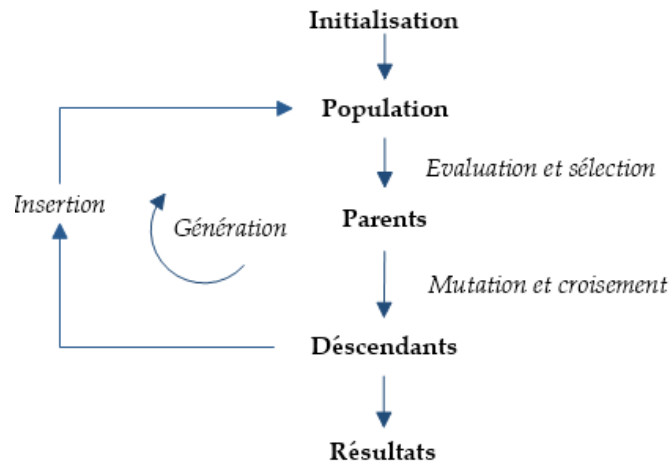 Initialisation
Population
Evaluation et sélection
Insertion
Génération
Parents
Mutation et croisement
Déscendants
Résultats